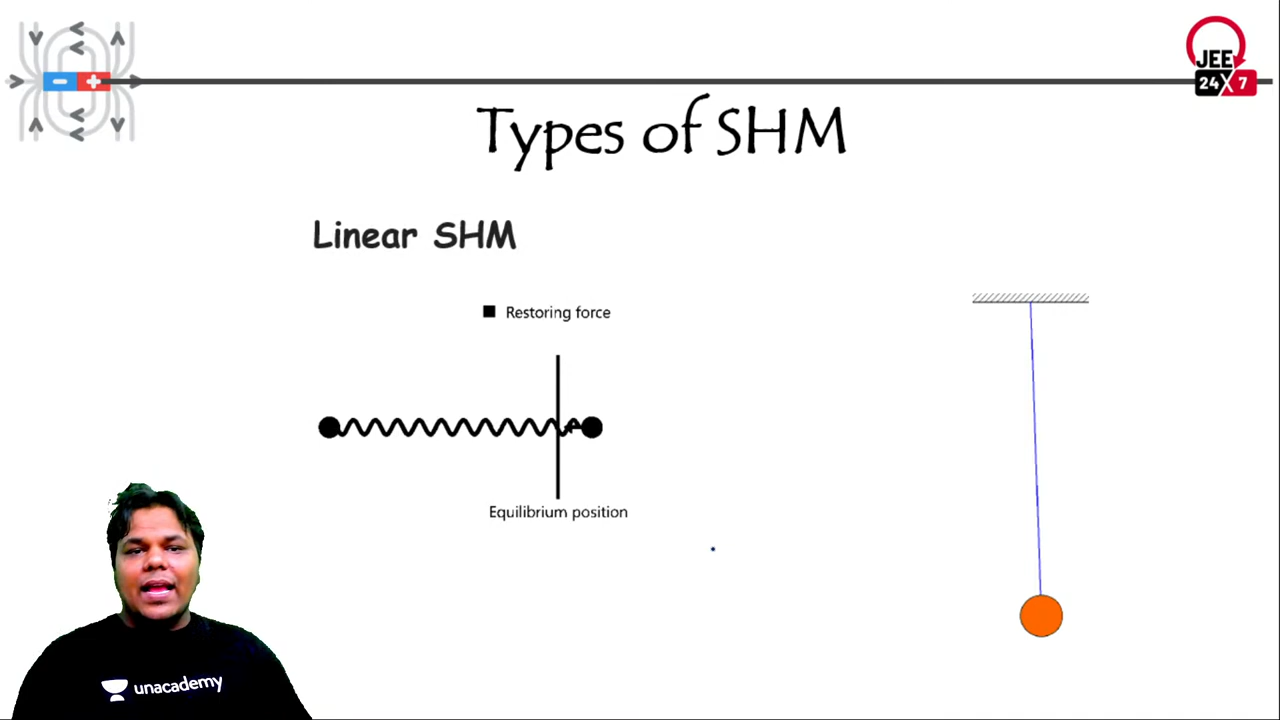 JEE
24X7
Types of SHM
Linear SHM
Restoring force
Equilibrium position
unacademy